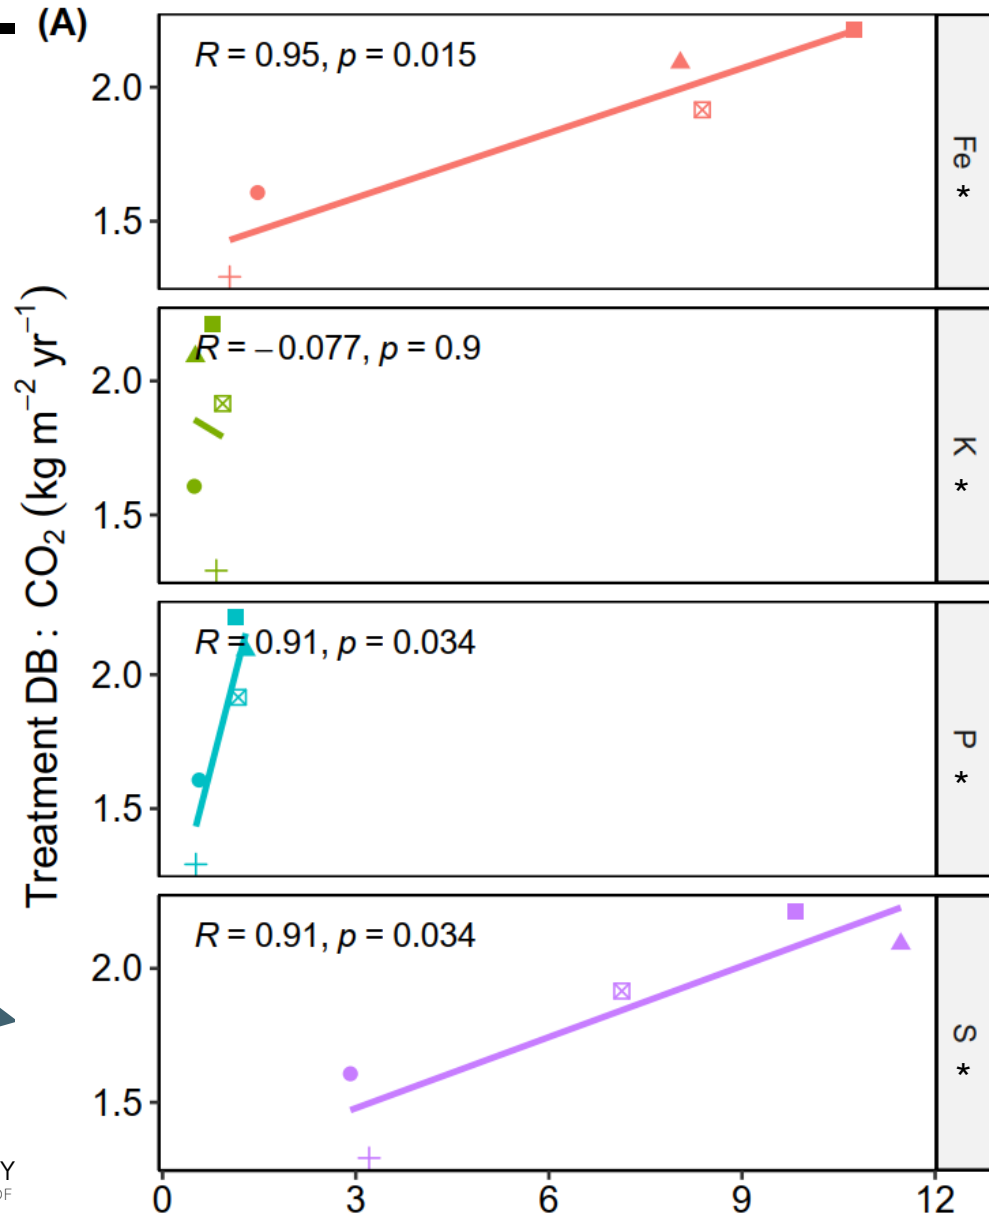 (A)
R = 0.95, p = 0.015
2.0
1.5
Fe
*
R = −0.077, p = 0.9
2.0
1.5
K
*
Treatment DB : CO₂ (kg m⁻² yr⁻¹)
R = 0.91, p = 0.034
2.0
1.5
P
*
R = 0.91, p = 0.034
2.0
1.5
S
*
Y
OF
0 3 6 9 12